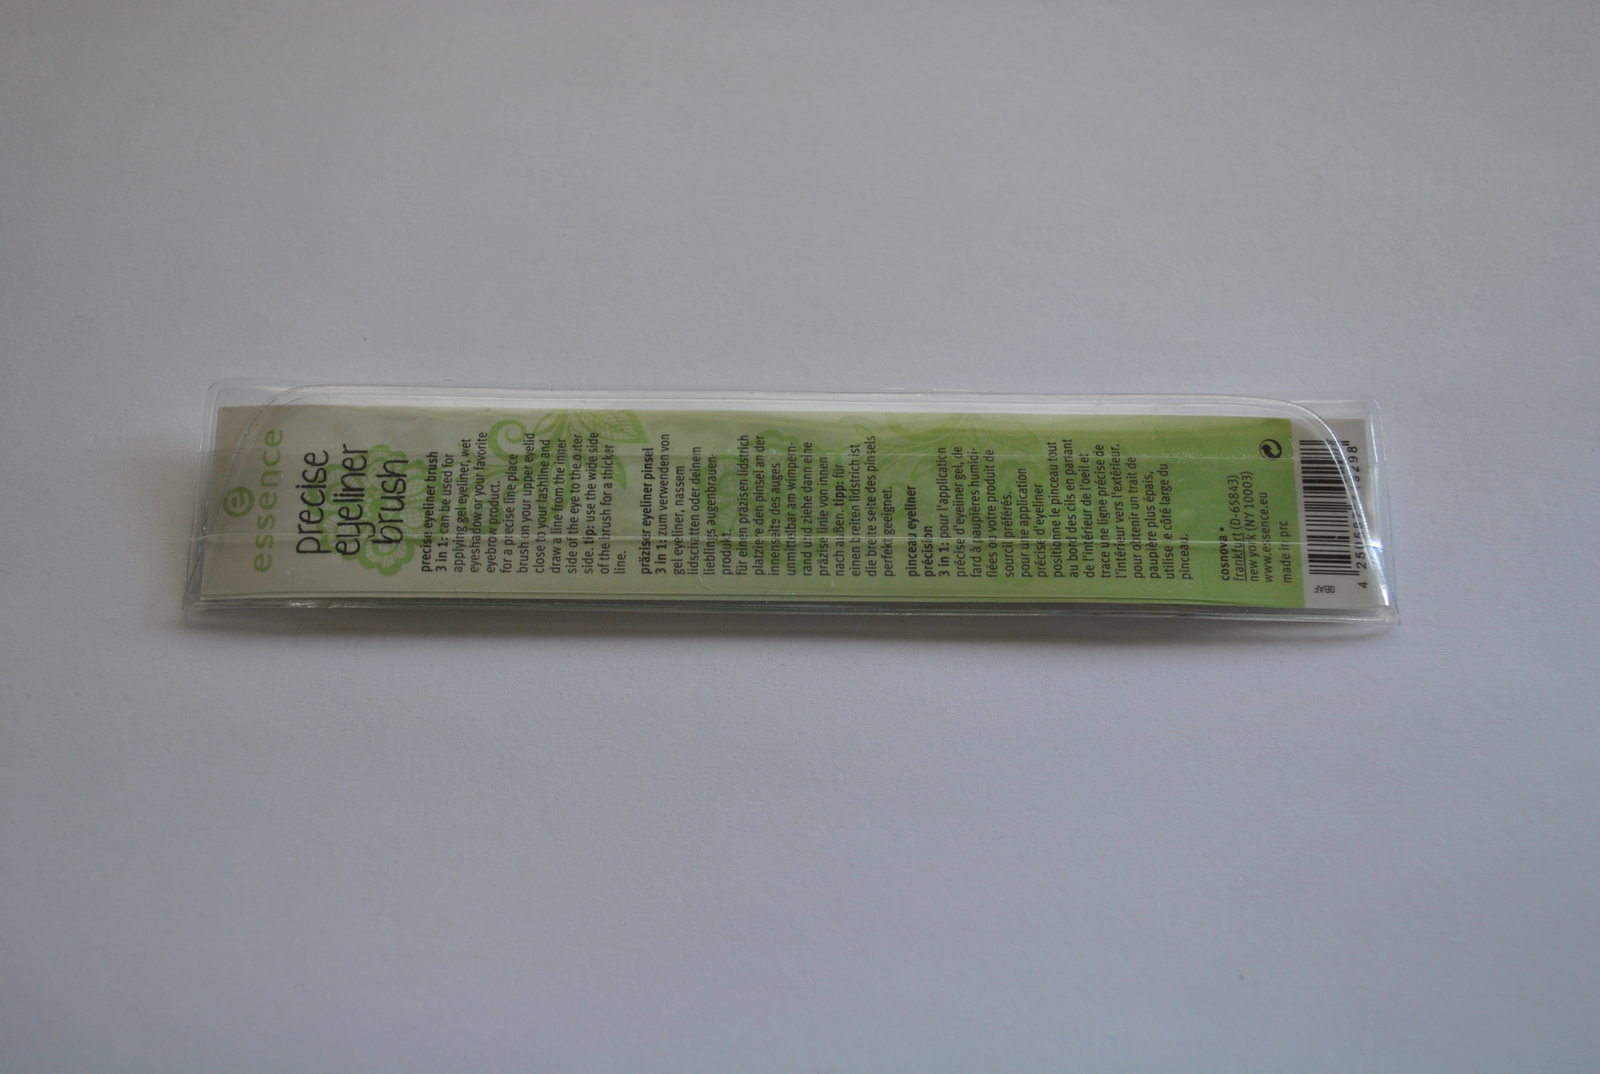 essence
precise
eyeliner
brush
precise eyeliner brush
3 in 1: can be used for
applying gel eyeliner, wet
eyeshadow or your favorite
eyebrow product.
for a precise line place
brush on your upper eyelid
close to your lashline and
draw a line from the inner
side of the eye to the outer
side. tip: use the wide side
of the brush for a thicker
line.
präziser eyeliner pinsel
3 in 1: zum verwenden von
gel eyeliner, nassem
lidschatten oder deinem
lieblings augenbrauen-
produkt.
für einen präzisen lidstrich
platziere den pinsel an der
innenseite des auges
unmittelbar am wimpern-
rand und ziehe dann eine
präzise linie von innen
nach außen. tipp: für
einen breiten lidstrich ist
die breite seite des pinsels
perfekt geeignet.
pinceau eyeliner
précision
3 in 1: pour l'application
précise d'eyeliner gel, de
fard à paupières humidi-
fiées ou votre produit de
sourcil préférés.
pour une application
précise d'eyeliner
positionne le pinceau tout
au bord des cils en partant
de l'intérieur de l'oeil et
trace une ligne précise de
l'intérieur vers l'extérieur.
pour obtenir un trait de
paupière plus épais,
utilise le côté large du
pinceau.
cosnova •
frankfurt (D-65843)
new york (NY 10003)
www.essence.eu
made in prc
0BAF